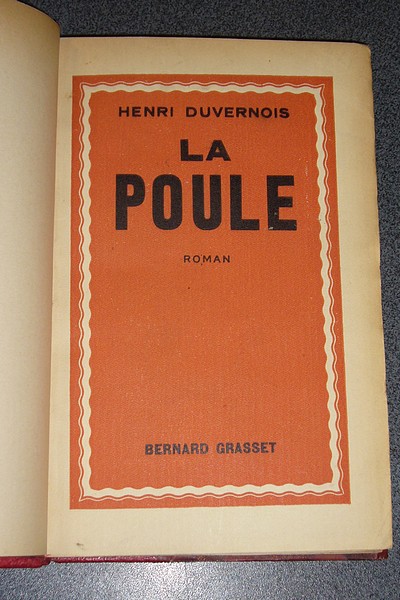 HENRI DUVERNOIS
LA
POULE
ROMAN
BERNARD GRASSET